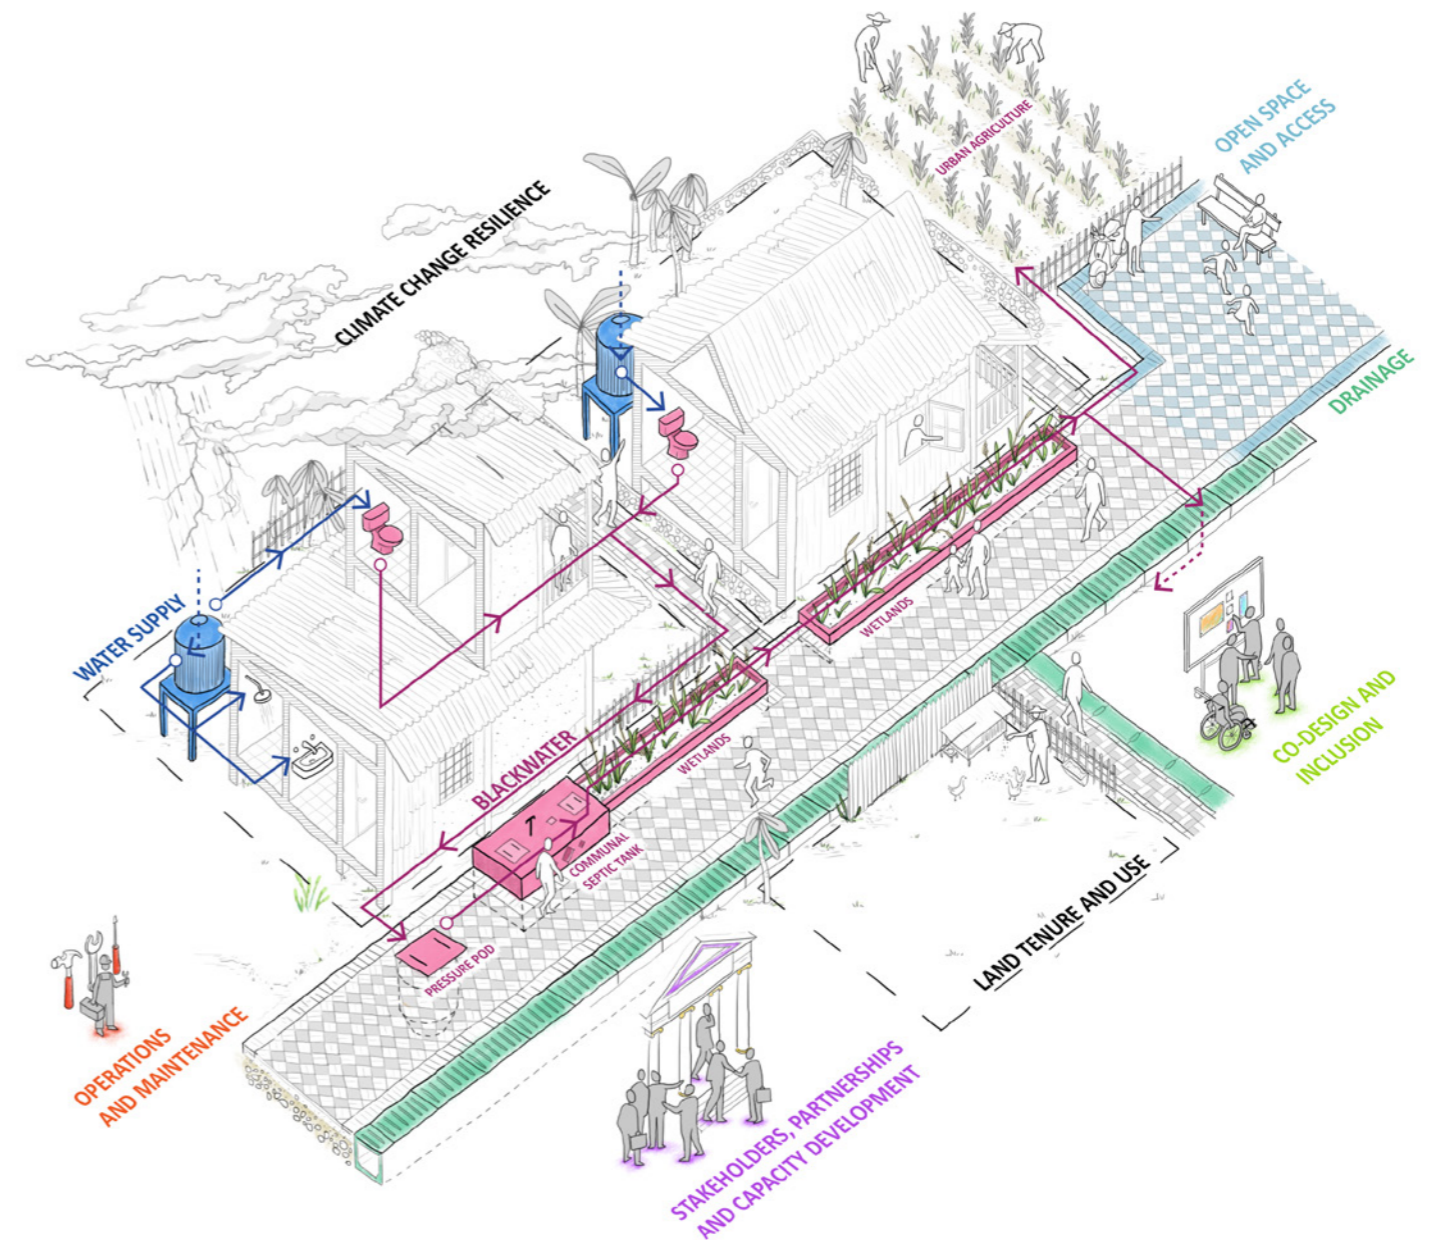 URBAN AGRICULTURE
OPEN SPACE
AND ACCESS
CLIMATE CHANGE RESILIENCE
DRAINAGE
WATER SUPPLY
WETLANDS
WETLANDS
BLACKWATER
COMMUNAL
SEPTIC TANK
PRESSURE POD
CO-DESIGN AND
INCLUSION
LAND TENURE AND USE
OPERATIONS
AND MAINTENANCE
STAKEHOLDERS, PARTNERSHIPS
AND CAPACITY DEVELOPMENT